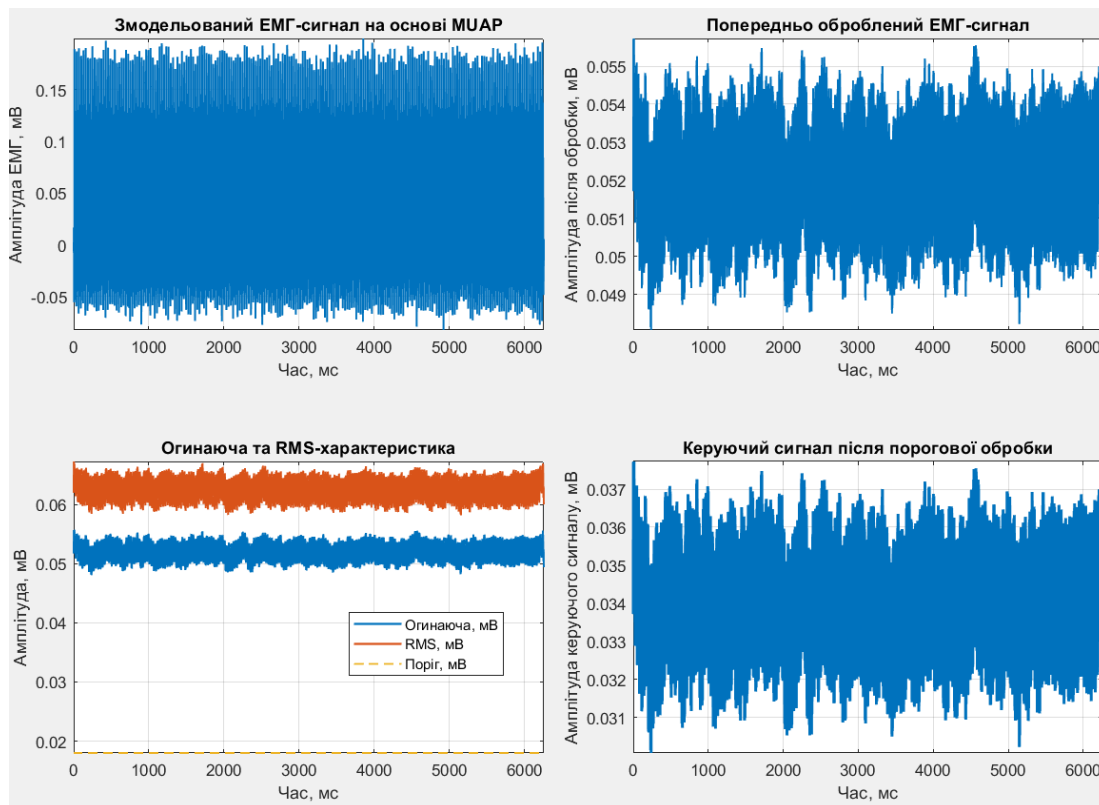 Змодельований ЕМГ-сигнал на основі MUAP
Амплітуда ЕМГ, мВ
0.15
0.1
0.05
0
-0.05
0 1000 2000 3000 4000 5000 6000
Час, мс
Попередньо оброблений ЕМГ-сигнал
Амплітуда після обробки, мВ
0.055
0.054
0.053
0.052
0.051
0.05
0.049
0 1000 2000 3000 4000 5000 6000
Час, мс
Огинаюча та RMS-характеристика
Амплітуда, мВ
0.06
0.05
0.04
0.03
0.02
Огинаюча, мВ
RMS, мВ
Поріг, мВ
0 1000 2000 3000 4000 5000 6000
Час, мс
Керуючий сигнал після порогової обробки
Амплітуда керуючого сигналу, мВ
0.037
0.036
0.035
0.034
0.033
0.032
0.031
0 1000 2000 3000 4000 5000 6000
Час, мс